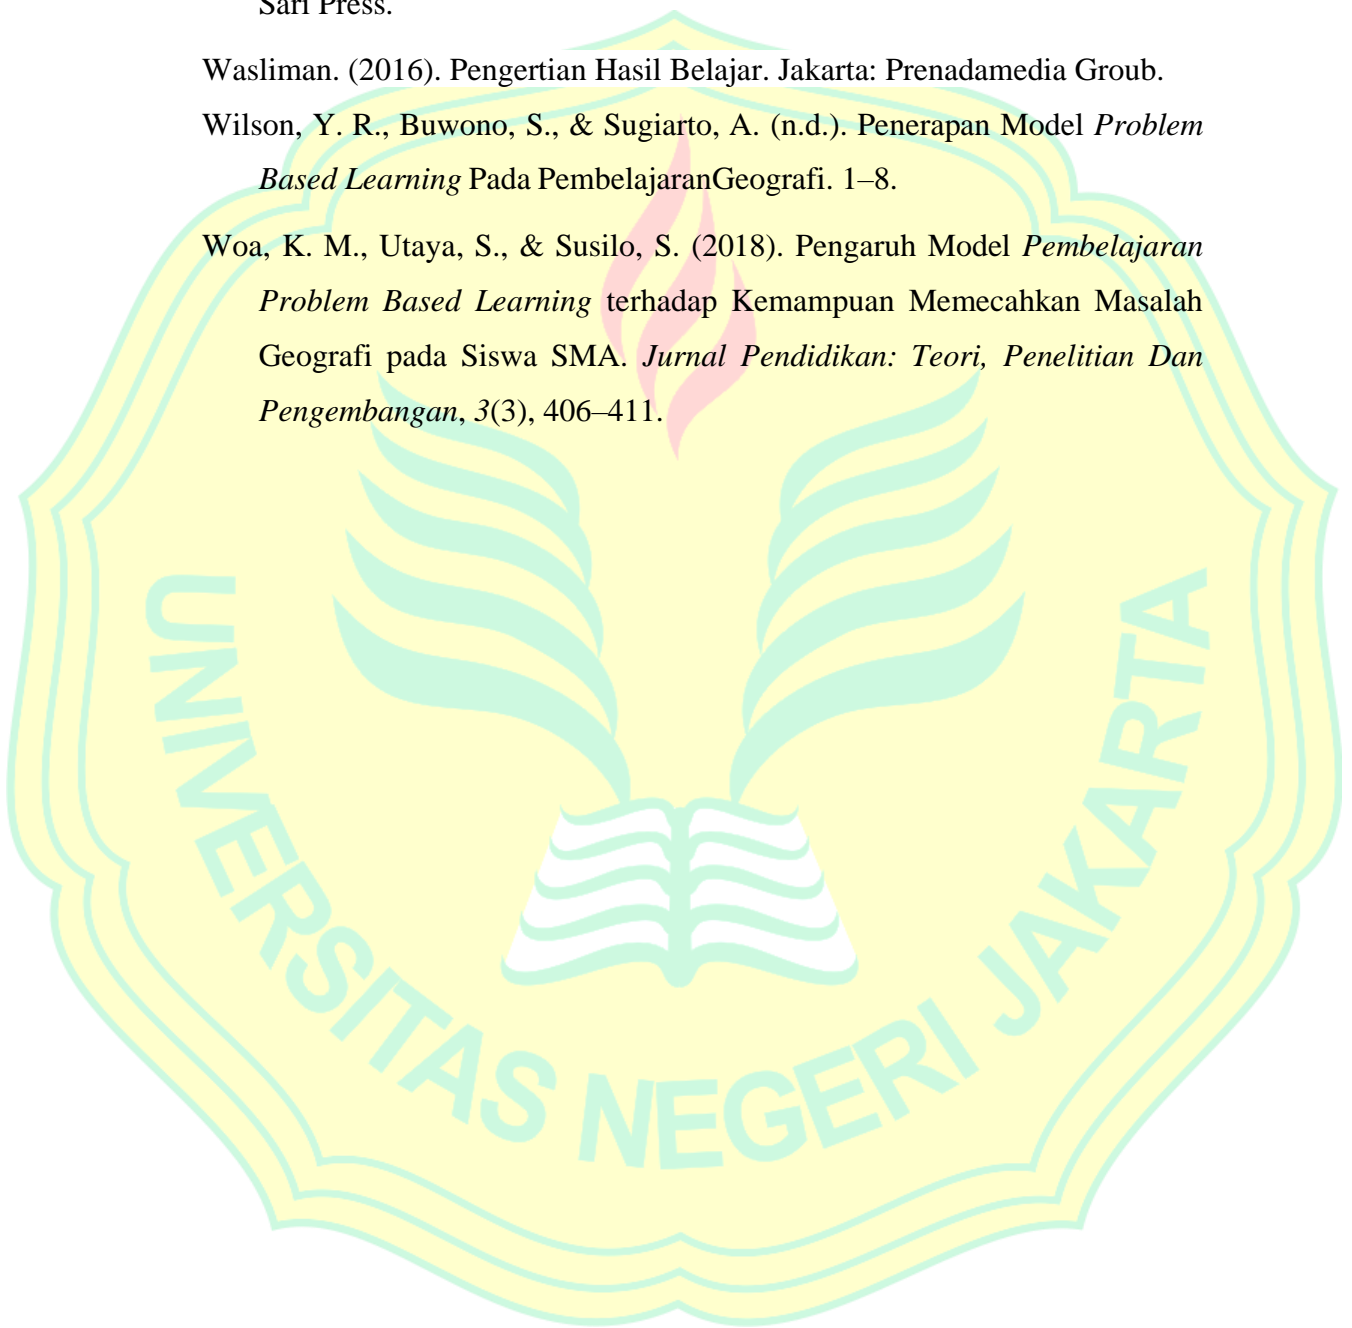 Sari Press.
Wasliman. (2016). Pengertian Hasil Belajar. Jakarta: Prenadamedia Groub.
Wilson, Y. R., Buwono, S., & Sugiarto, A. (n.d.). Penerapan Model Problem
Based Learning Pada PembelajaranGeografi. 1–8.
Woa, K. M., Utaya, S., & Susilo, S. (2018). Pengaruh Model Pembelajaran
Problem Based Learning terhadap Kemampuan Memecahkan Masalah
Geografi pada Siswa SMA. Jurnal Pendidikan: Teori, Penelitian Dan
Pengembangan, 3(3), 406–411.
UNIVERSITAS NEGERI JAKARTA